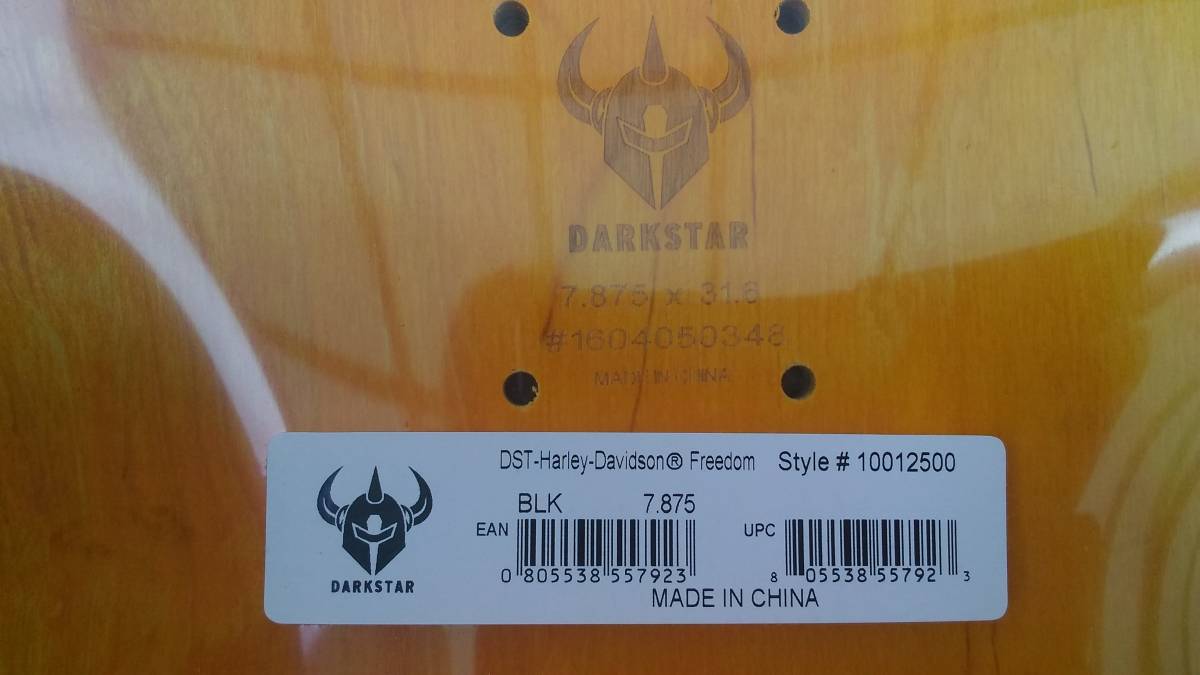 DARKSTAR
7.875 x 31.6
#1604050348
MADE IN CHINA
DST-Harley-Davidson® Freedom Style # 10012500
BLK 7.875
EAN UPC
0 805538 557923 8 05538 55792 3
DARKSTAR
MADE IN CHINA